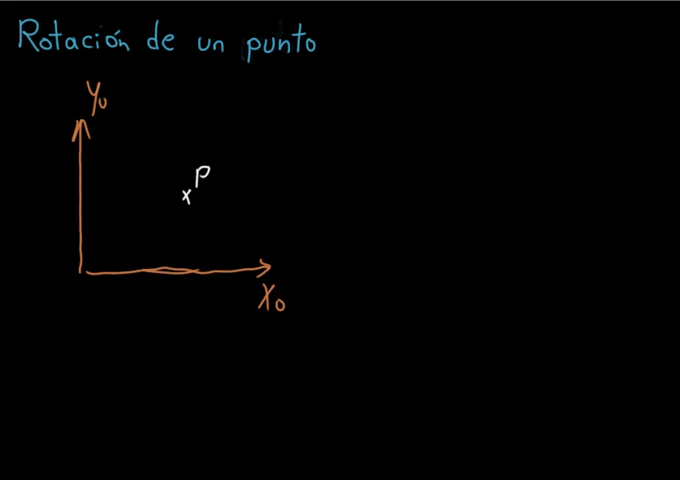 Rotación de un punto
Y₀
P
X₀